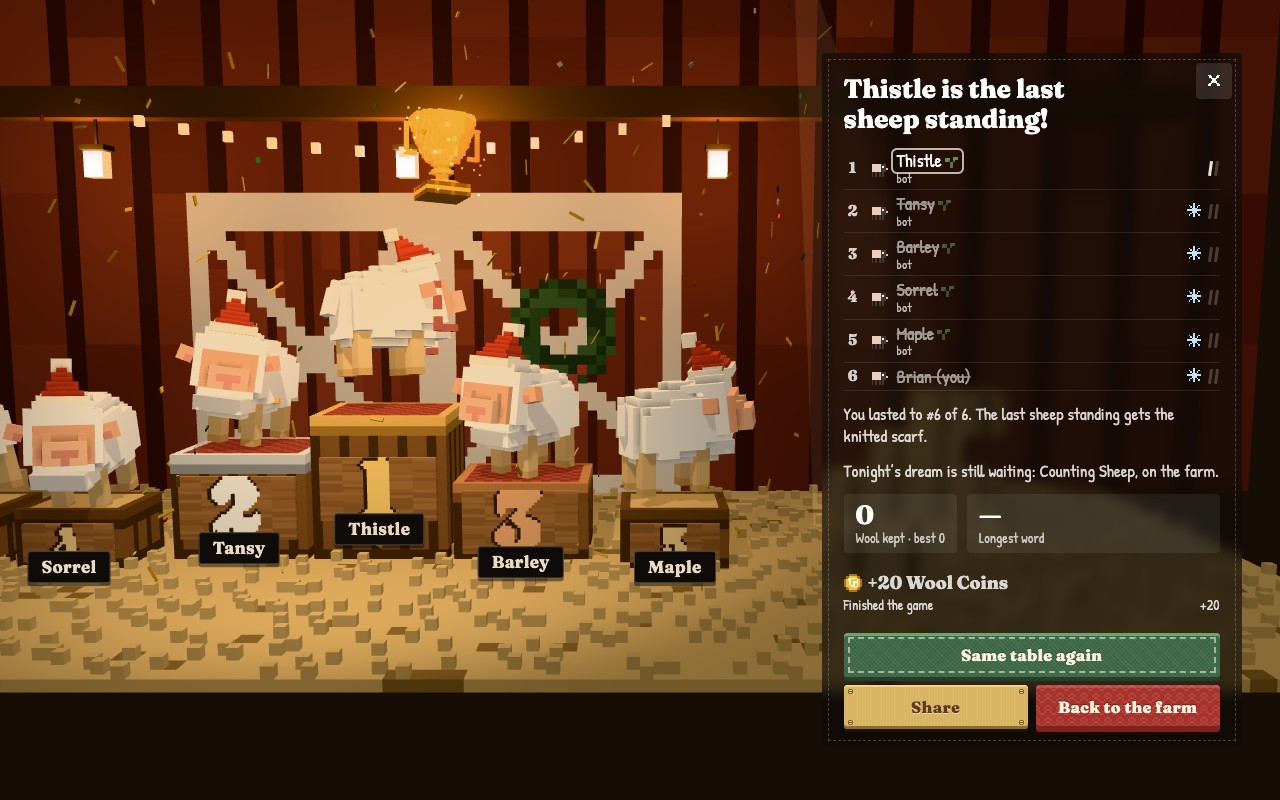 Thistle is the last
sheep standing!
1 Thistle
bot
2 Tansy
bot
3 Barley
bot
4 Sorrel
bot
5 Maple
bot
6 Brian (you)
You lasted to #6 of 6. The last sheep standing gets the
knitted scarf.
Tonight's dream is still waiting: Counting Sheep, on the farm.
0
Wool kept · best 0
—
Longest word
+20 Wool Coins
Finished the game +20
Same table again
Share
Back to the farm
1
2
3
4
5
Thistle
Tansy
Barley
Sorrel
Maple